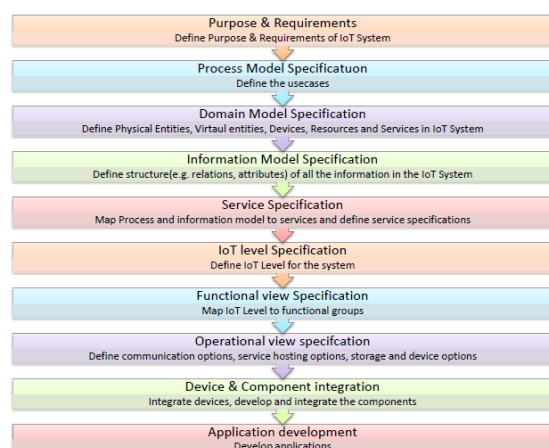 Purpose & Requirements
Define Purpose & Requirements of IoT System
Process Model Specificatuon
Define the usecases
Domain Model Specification
Define Physical Entities, Virtaul entities, Devices, Resources and Services in IoT System
Information Model Specification
Define structure(e.g. relations, attributes) of all the information in the IoT System
Service Specification
Map Process and information model to services and define service specifications
IoT level Specification
Define IoT Level for the system
Functional view Specification
Map IoT Level to functional groups
Operational view specifcation
Define communication options, service hosting options, storage and device options
Device & Component integration
Integrate devices, develop and integrate the components
Application development
Develop applications